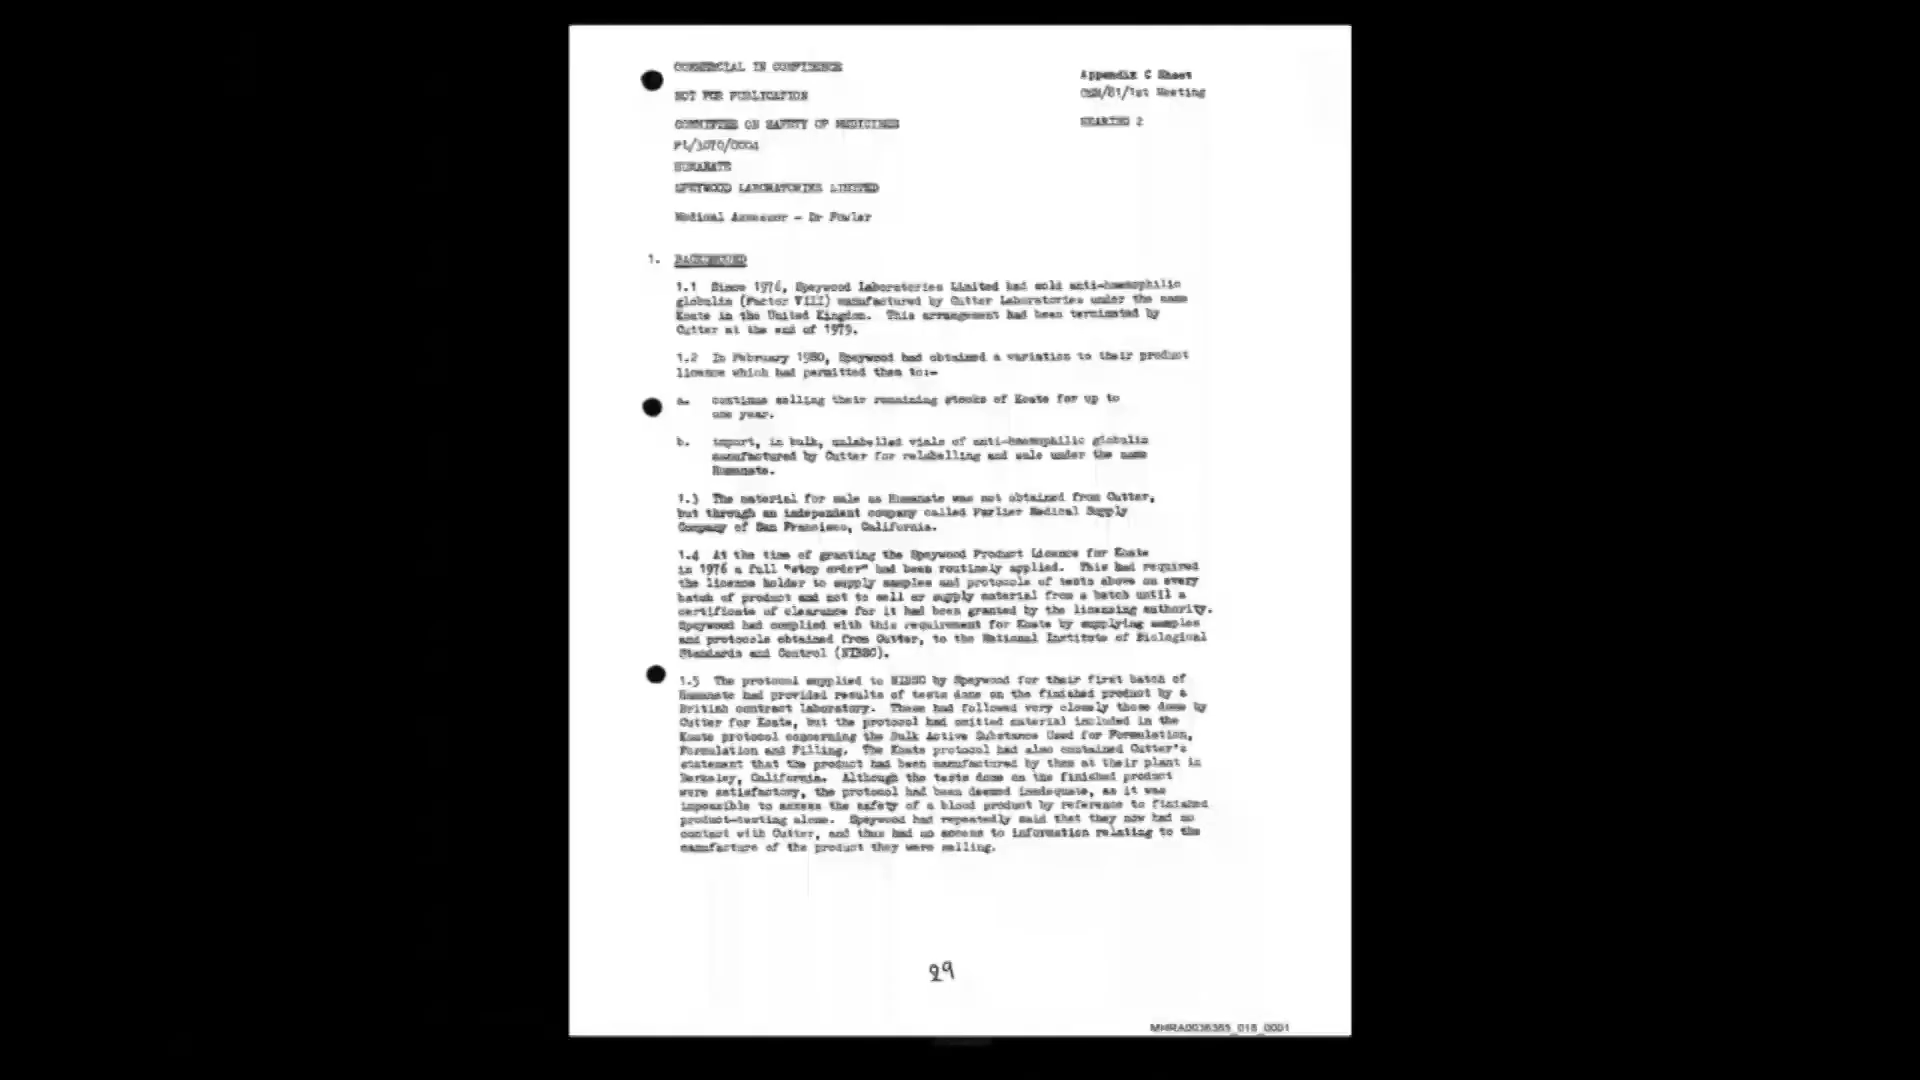 COMMERCIAL IN CONFIDENCE
Appendix C Sheet
NOT FOR PUBLICATION
CSM/81/1st Meeting
COMMITTEE ON SAFETY OF MEDICINES
HEARING 2
PL/3070/0004
HUMANATE
SPEYWOOD LABORATORIES LIMITED
Medical Assessor - Dr Fowler
1. BACKGROUND
1.1 Since 1976, Speywood Laboratories Limited had sold anti-haemophilic
globulin (Factor VIII) manufactured by Cutter Laboratories under the name
Koate in the United Kingdom. This arrangement had been terminated by
Cutter at the end of 1979.
1.2 In February 1980, Speywood had obtained a variation to their product
licence which had permitted them to:-
a. continue selling their remaining stocks of Koate for up to
one year.
b. import, in bulk, unlabelled vials of anti-haemophilic globulin
manufactured by Cutter for relabelling and sale under the name
Humanate.
1.3 The material for sale as Humanate was not obtained from Cutter,
but through an independent company called Parlier Medical Supply
Company of San Francisco, California.
1.4 At the time of granting the Speywood Product Licence for Koate
in 1976 a full "stop order" had been routinely applied. This had required
the licence holder to supply samples and protocols of tests above on every
batch of product and not to sell or supply material from a batch until a
certificate of clearance for it had been granted by the licensing authority.
Speywood had complied with this requirement for Koate by supplying samples
and protocols obtained from Cutter, to the National Institute of Biological
Standards and Control (NIBSC).
1.5 The protocol supplied to NIBSC by Speywood for their first batch of
Humanate had provided results of tests done on the finished product by a
British contract laboratory. These had followed very closely those done by
Cutter for Koate, but the protocol had omitted material included in the
Koate protocol concerning the Bulk Active Substance Used for Formulation,
Formulation and Filling. The Koate protocol had also contained Cutter's
statement that the product had been manufactured by them at their plant in
Berkeley, California. Although the tests done on the finished product
were satisfactory, the protocol had been deemed inadequate, as it was
impossible to assess the safety of a blood product by reference to finished
product-testing alone. Speywood had repeatedly said that they now had no
contact with Cutter, and thus had no access to information relating to the
manufacture of the product they were selling.
29
MHRA0036365_018_0001